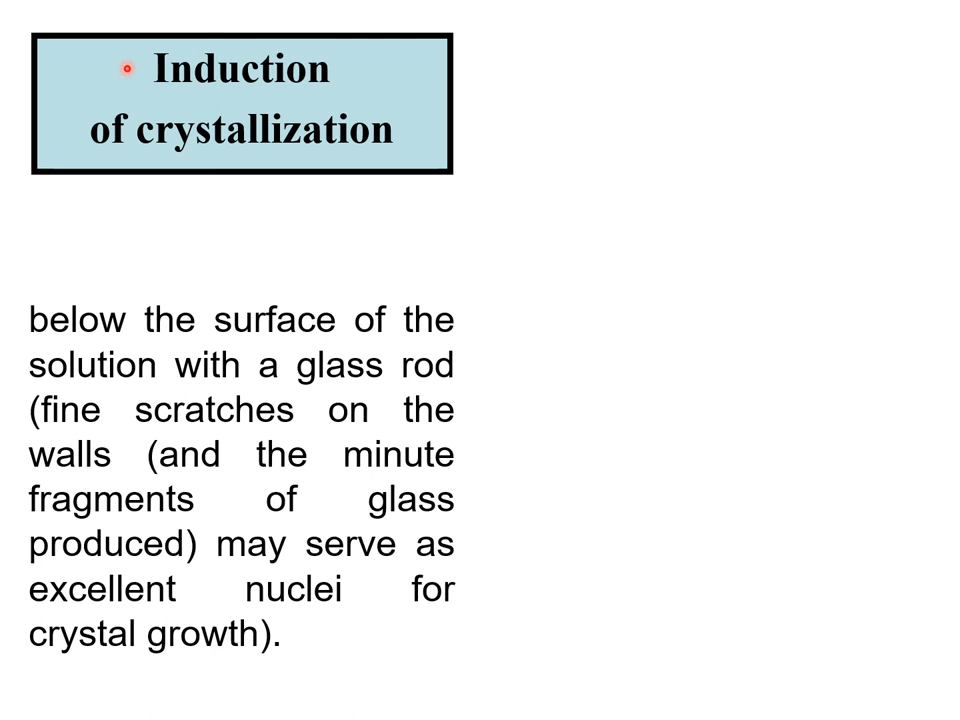 Induction
of crystallization
below the surface of the
solution with a glass rod
(fine scratches on the
walls (and the minute
fragments of glass
produced) may serve as
excellent nuclei for
crystal growth).